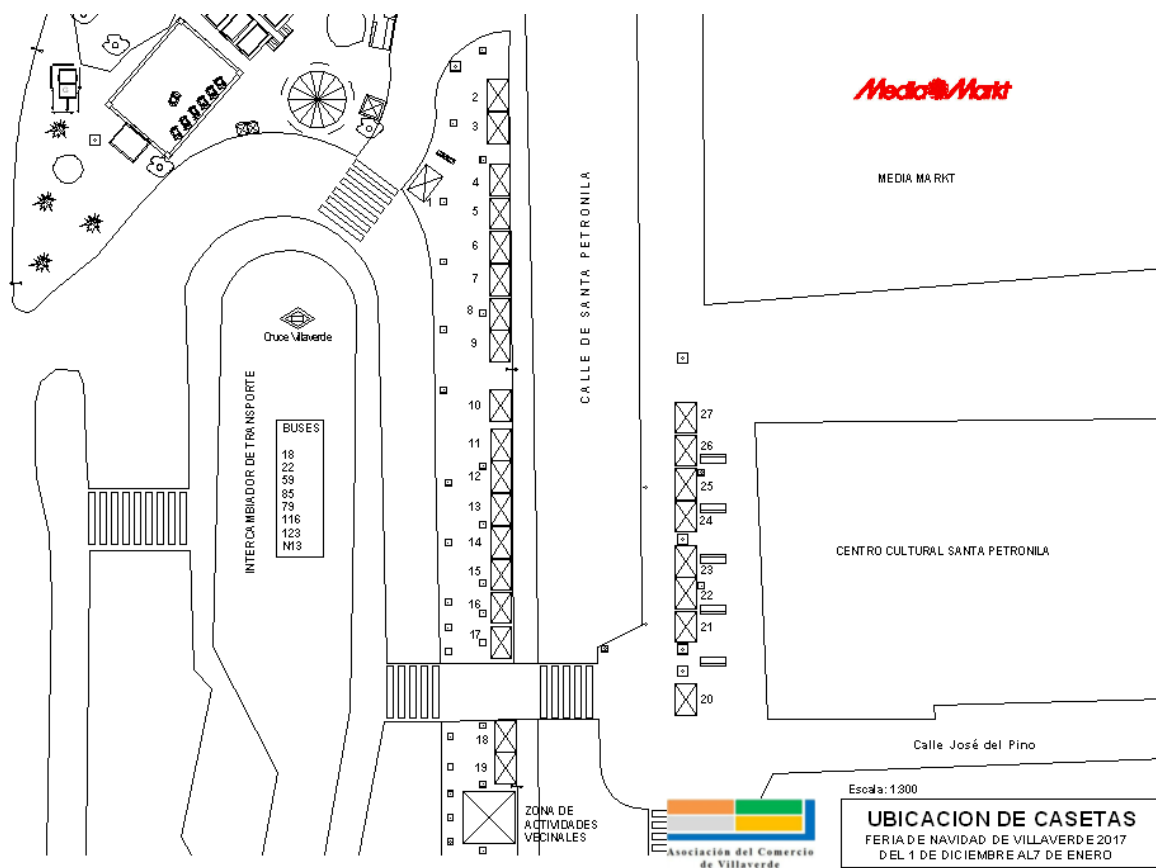 MediaMarkt
MEDIA MARKT
1
2
3
4
5
6
7
8
9
10
11
12
13
14
15
16
17
18
19
CALLE DE SANTA PETRONILA
Cruce Villaverde
INTERCAMBIADOR DE TRANSPORTE
BUSES
18
22
59
85
79
116
123
N13
27
26
25
24
23
22
21
20
CENTRO CULTURAL SANTA PETRONILA
Calle José del Pino
ZONA DE
ACTIVIDADES
VECINALES
Asociación del Comercio
de Villaverde
Escala: 1:300
UBICACION DE CASETAS
FERIA DE NAVIDAD DE VILLAVERDE 2017
DEL 1 DE DICIEMBRE AL 7 DE ENERO